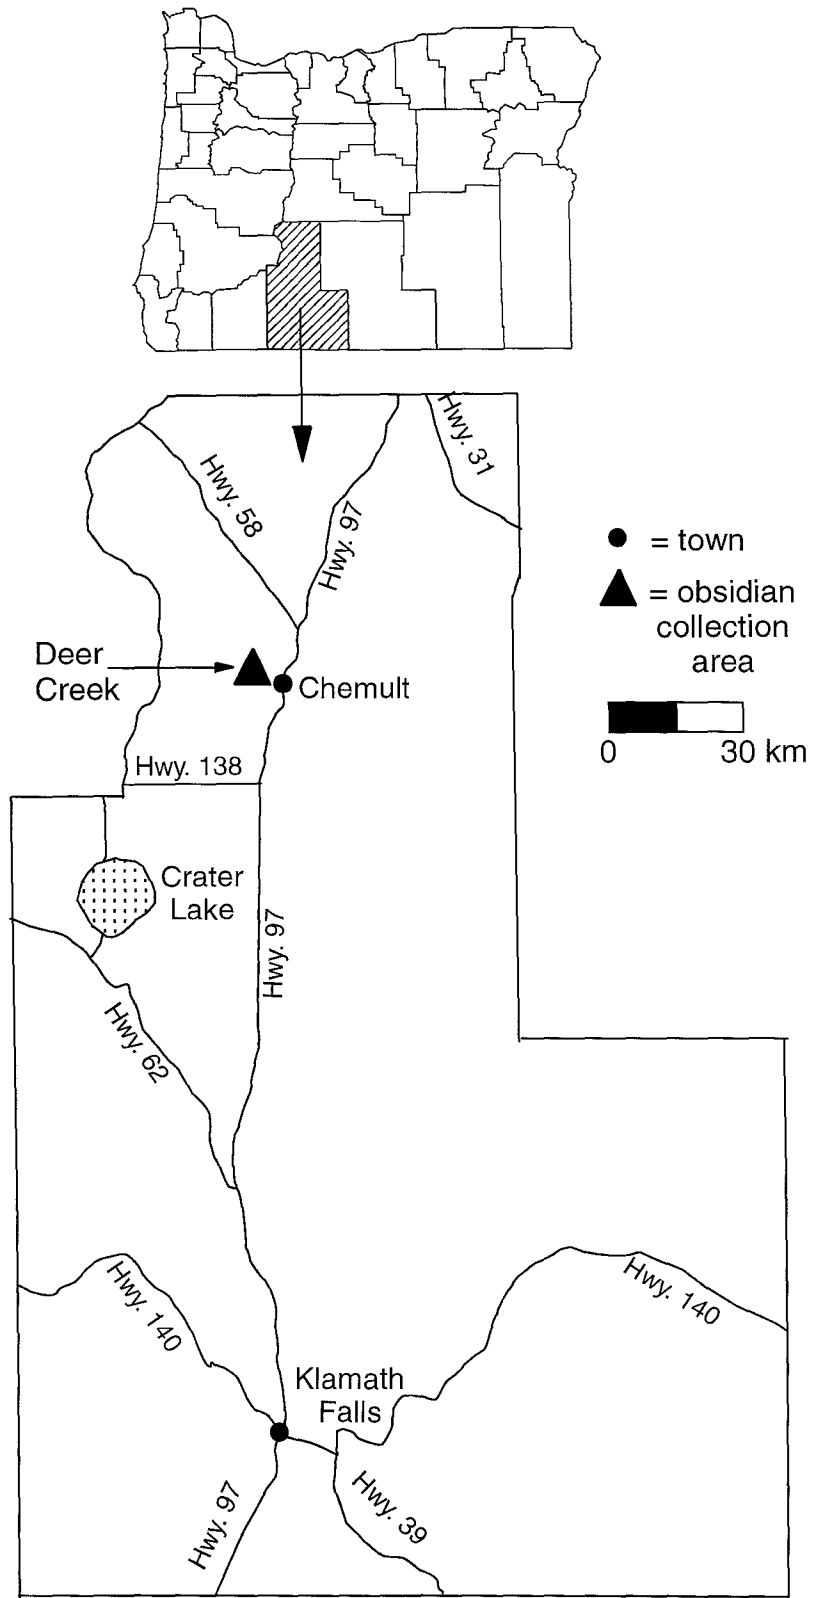 Hwy. 31
Hwy. 58
Hwy. 97
= town
= obsidian
collection
area
Deer
Creek
Chemult
0 30 km
Hwy. 138
Crater
Lake
Hwy. 97
Hwy. 62
Hwy. 140
Hwy. 140
Klamath
Falls
Hwy. 97
Hwy. 39